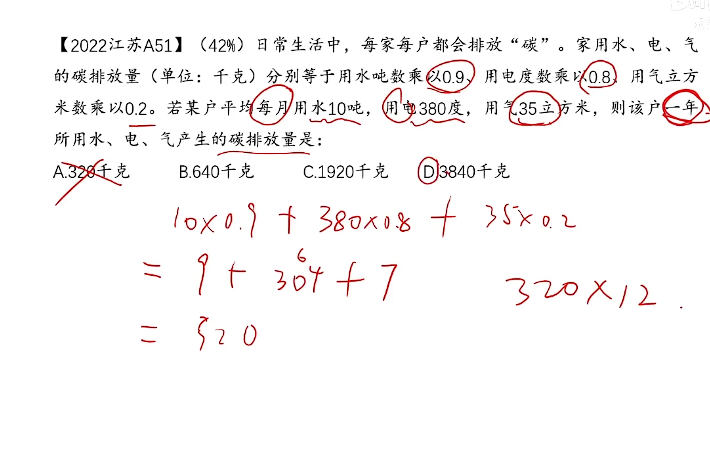 【2022江苏A51】（42%）日常生活中，每家每户都会排放“碳”。家用水、电、气
的碳排放量（单位：千克）分别等于用水吨数乘以0.9、用电度数乘以0.8、用气立方
米数乘以0.2。若某户平均每月用水10吨，用电380度，用气35立方米，则该户一年
所用水、电、气产生的碳排放量是：
A.320千克 B.640千克 C.1920千克 D.3840千克
10×0.9 + 380×0.8 + 35×0.2
= 9 + 304 + 7
320×12
= 320